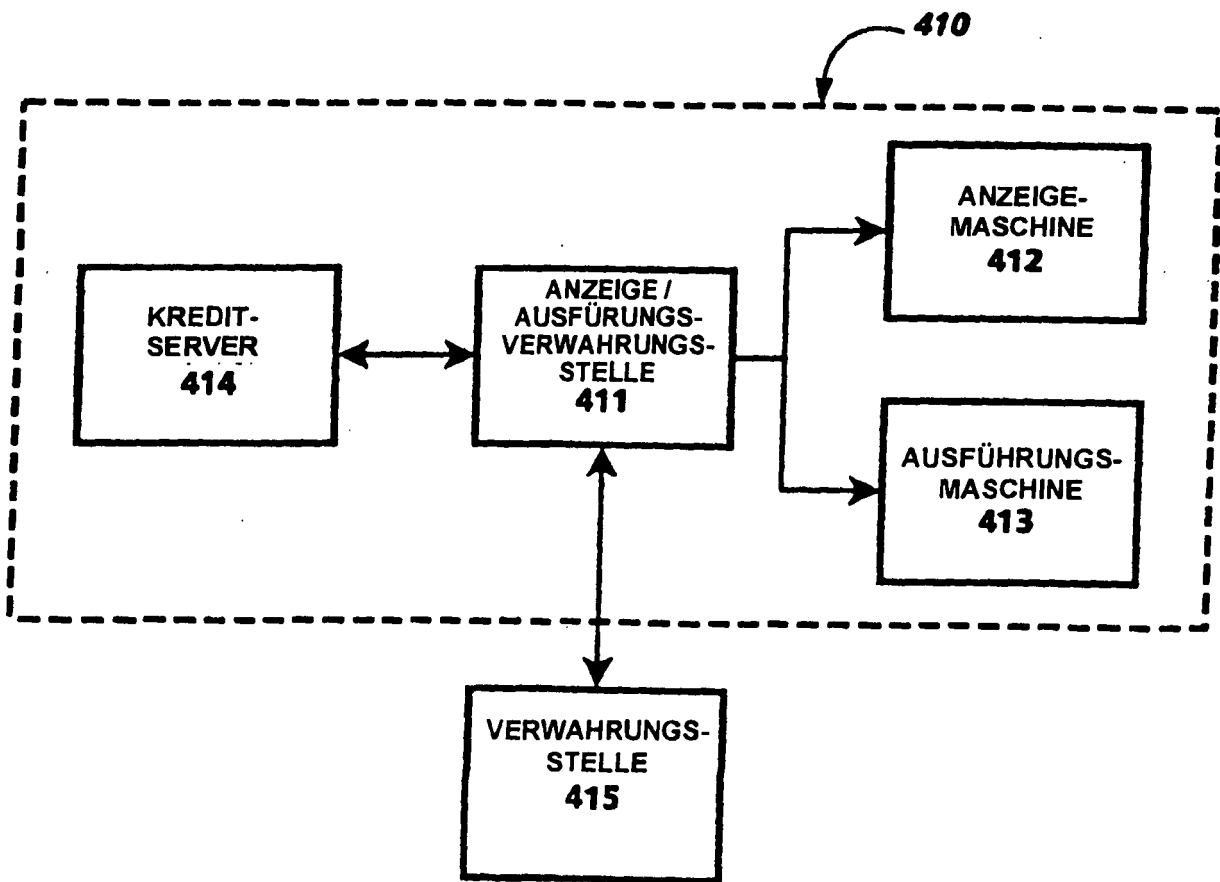 410
ANZEIGE-
MASCHINE
412
KREDIT-
SERVER
414
ANZEIGE /
AUSFÜRUNGS-
VERWAHRUNGS-
STELLE
411
AUSFÜHRUNGS-
MASCHINE
413
VERWAHRUNGS-
STELLE
415